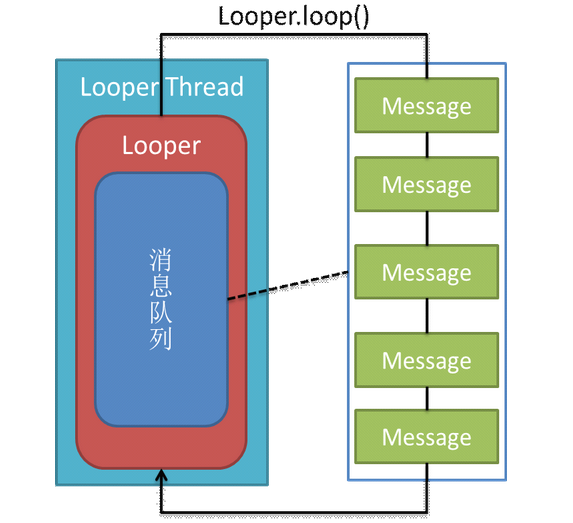 Looper.loop()
Looper Thread
Looper
消息队列
Message
Message
Message
Message
Message